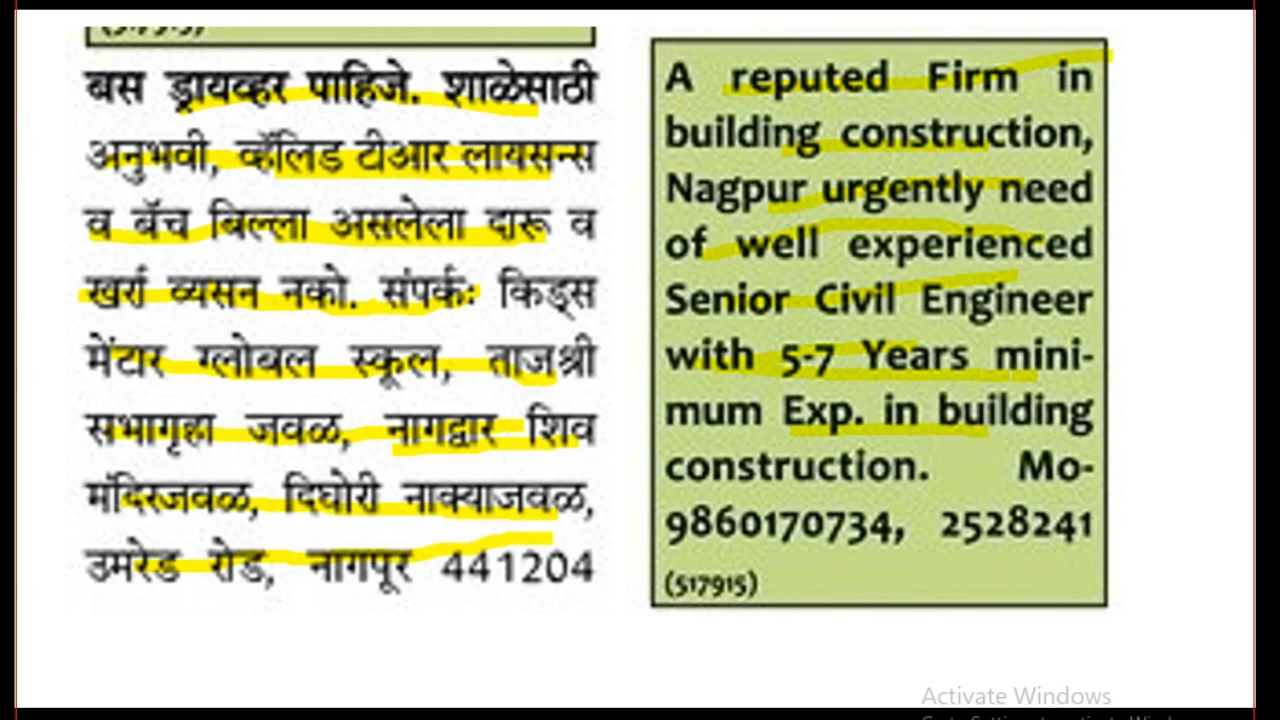 बस ड्रायव्हर पाहिजे. शाळेसाठी
अनुभवी, व्हॅलिड टीआर लायसन्स
व बॅच बिल्ला असलेला दारू व
खर्रा व्यसन नको. संपर्कः किड्स
मेंटार ग्लोबल स्कूल, ताजश्री
सभागृहा जवळ, नागद्वार शिव
मंदिरजवळ, दिघोरी नाक्याजवळ,
उमरेड रोड, नागपूर 441204
A reputed Firm in
building construction,
Nagpur urgently need
of well experienced
Senior Civil Engineer
with 5-7 Years mini-
mum Exp. in building
construction. Mo-
9860170734, 2528241
(517915)
Activate Windows